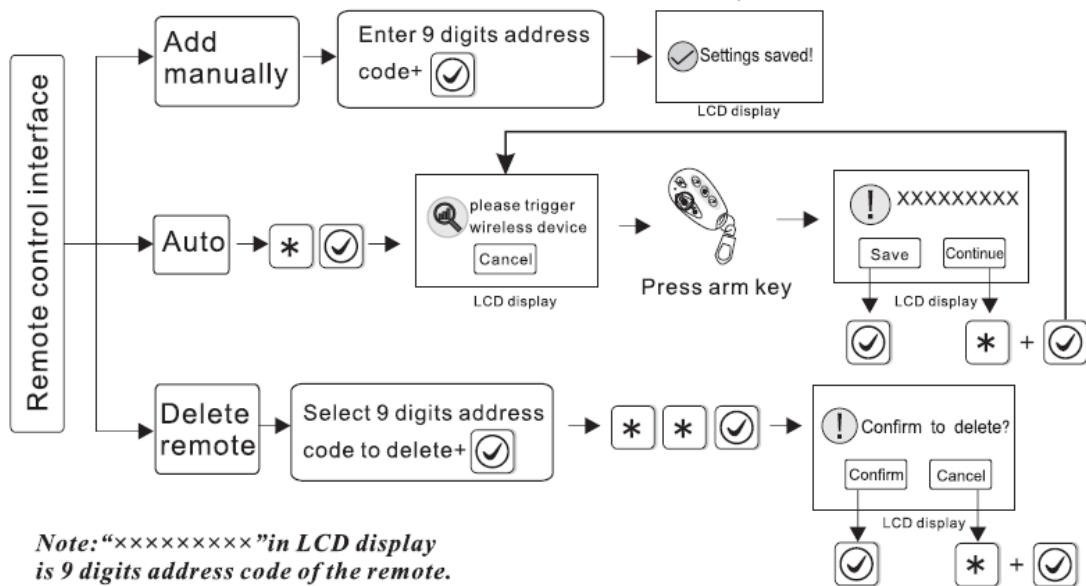 Remote control interface
Add
manually
Enter 9 digits address
code+
Settings saved!
LCD display
Auto
*
please trigger
wireless device
Cancel
LCD display
Press arm key
! XXXXXXXXX
Save Continue
LCD display
* +
Delete
remote
Select 9 digits address
code to delete+
* *
! Confirm to delete?
Confirm Cancel
LCD display
* +
Note:“×××××××××”in LCD display
is 9 digits address code of the remote.